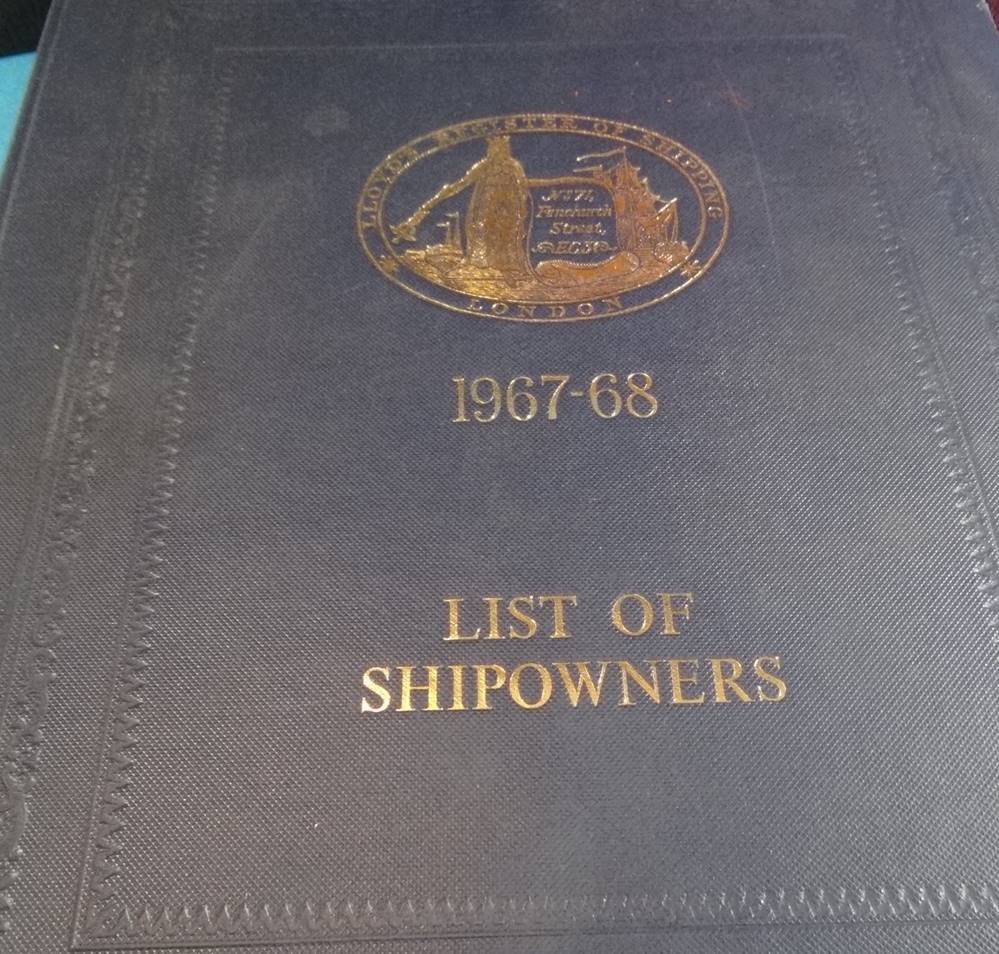 LLOYD'S REGISTER OF SHIPPING
No 71,
Fenchurch
Street,
E.C.3
LONDON
1967-68
LIST OF
SHIPOWNERS